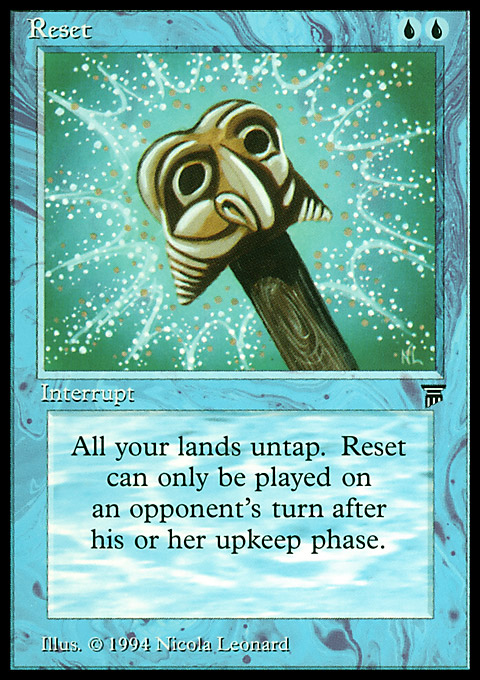 Reset
NL
Interrupt
All your lands untap. Reset
can only be played on
an opponent's turn after
his or her upkeep phase.
Illus. © 1994 Nicola Leonard